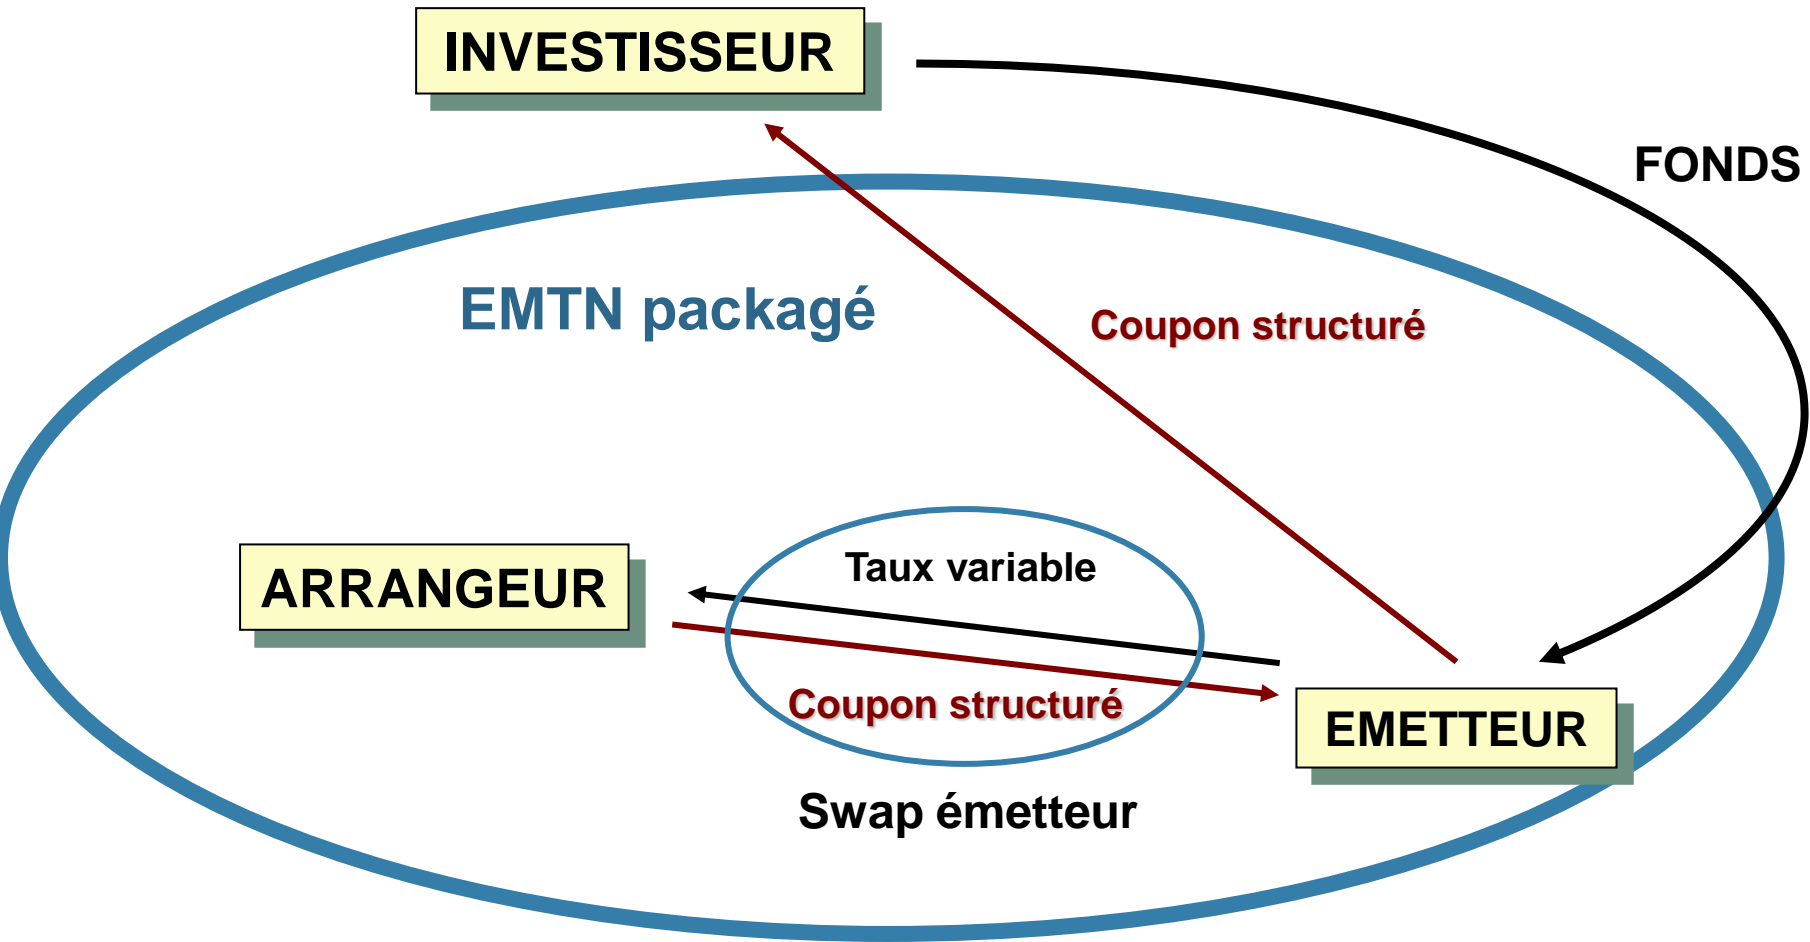 INVESTISSEUR
FONDS
EMTN packagé
Coupon structuré
Taux variable
ARRANGEUR
Coupon structuré
EMETTEUR
Swap émetteur